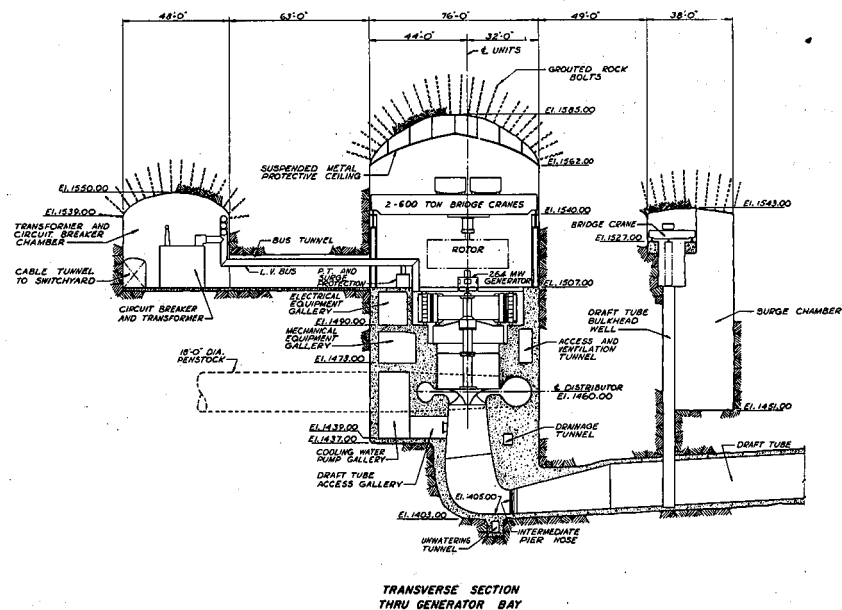 48'-0"
63'-0"
76'-0"
49'-0"
38'-0"
44'-0"
32'-0"
℄ UNITS
GROUTED ROCK
BOLTS
El. 1585.00
SUSPENDED METAL
PROTECTIVE CEILING
El. 1562.00
El. 1550.00
El. 1539.00
TRANSFORMER AND
CIRCUIT BREAKER
CHAMBER
2-600 TON BRIDGE CRANES
El. 1540.00
El. 1543.00
BRIDGE CRANE
El. 1527.00
BUS TUNNEL
ROTOR
CABLE TUNNEL
TO SWITCHYARD
L.V. BUS
P.T. AND
SURGE
PROTECTION
264 MW
GENERATOR
El. 1507.00
CIRCUIT BREAKER
AND TRANSFORMER
ELECTRICAL
EQUIPMENT
GALLERY
El. 1490.00
MECHANICAL
EQUIPMENT
GALLERY
El. 1473.00
DRAFT TUBE
BULKHEAD
WELL
SURGE CHAMBER
ACCESS AND
VENTILATION
TUNNEL
18'-0" DIA.
PENSTOCK
℄ DISTRIBUTOR
El. 1460.00
El. 1451.00
El. 1439.00
El. 1437.00
COOLING WATER
PUMP GALLERY
DRAINAGE
TUNNEL
DRAFT TUBE
DRAFT TUBE
ACCESS GALLERY
El. 1405.00
El. 1403.00
UNWATERING
TUNNEL
INTERMEDIATE
PIER NOSE
TRANSVERSE SECTION
THRU GENERATOR BAY